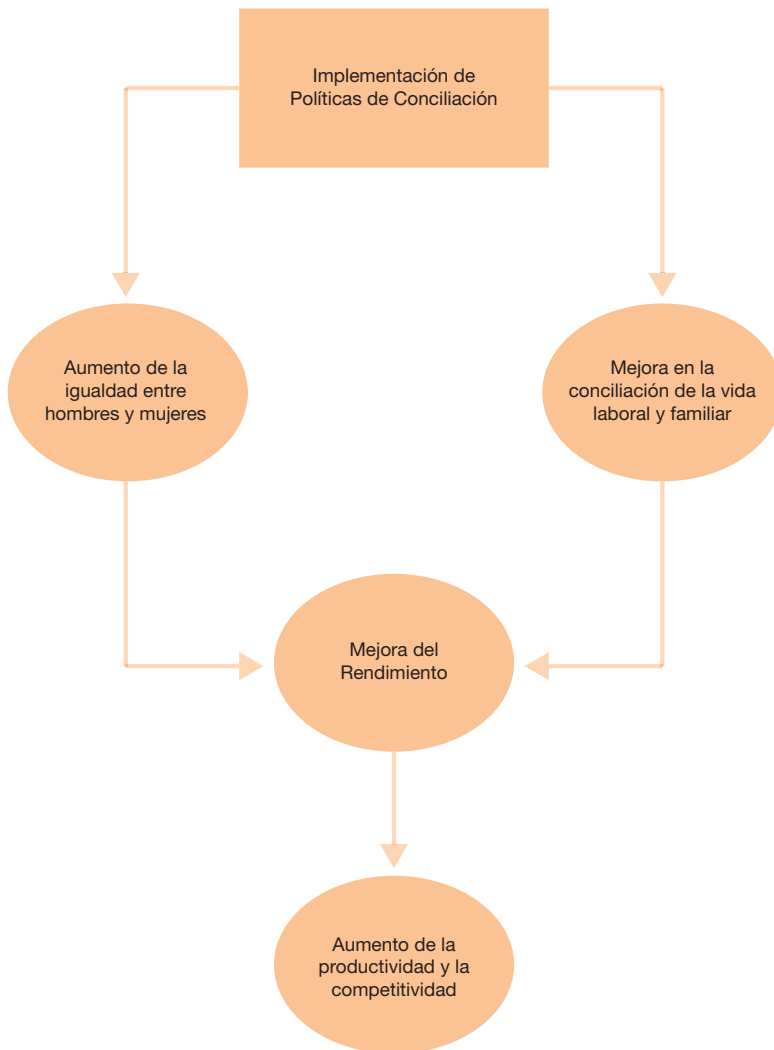 Implementación de
Políticas de Conciliación
Aumento de la
igualdad entre
hombres y mujeres
Mejora en la
conciliación de la vida
laboral y familiar
Mejora del
Rendimiento
Aumento de la
productividad y la
competitividad